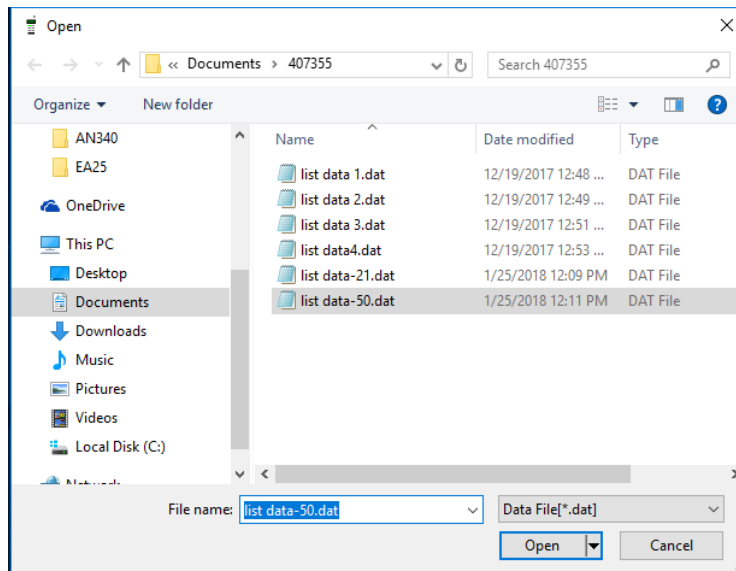 Open
« Documents > 407355
Search 407355
Organize
New folder
AN340
EA25
OneDrive
This PC
Desktop
Documents
Downloads
Music
Pictures
Videos
Local Disk (C:)
Network
Name Date modified Type
list data 1.dat 12/19/2017 12:48 ... DAT File
list data 2.dat 12/19/2017 12:49 ... DAT File
list data 3.dat 12/19/2017 12:51 ... DAT File
list data4.dat 12/19/2017 12:53 ... DAT File
list data-21.dat 1/25/2018 12:09 PM DAT File
list data-50.dat 1/25/2018 12:11 PM DAT File
File name: list data-50.dat Data File[*.dat]
Open Cancel